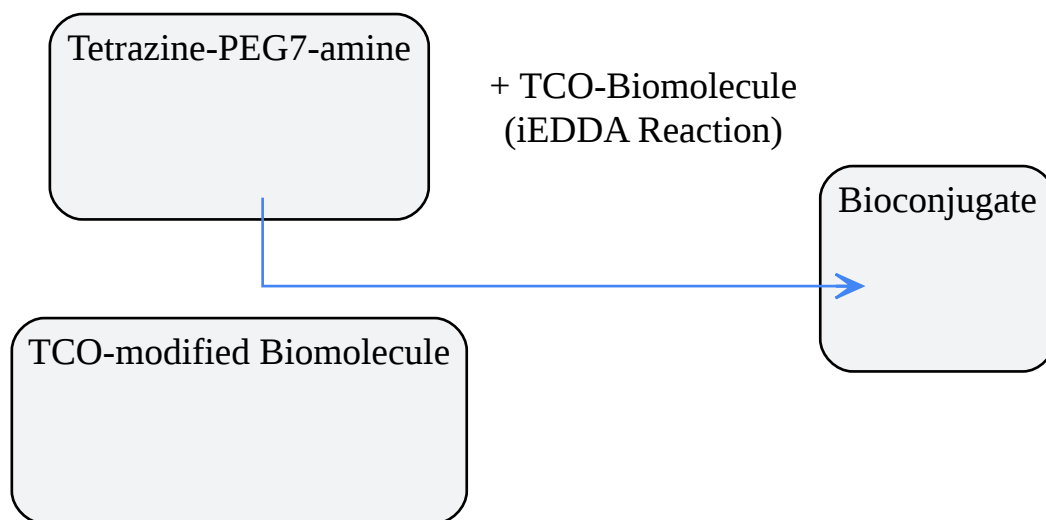 Tetrazine-PEG7-amine
+ TCO-Biomolecule
(iEDDA Reaction)
Bioconjugate
TCO-modified Biomolecule